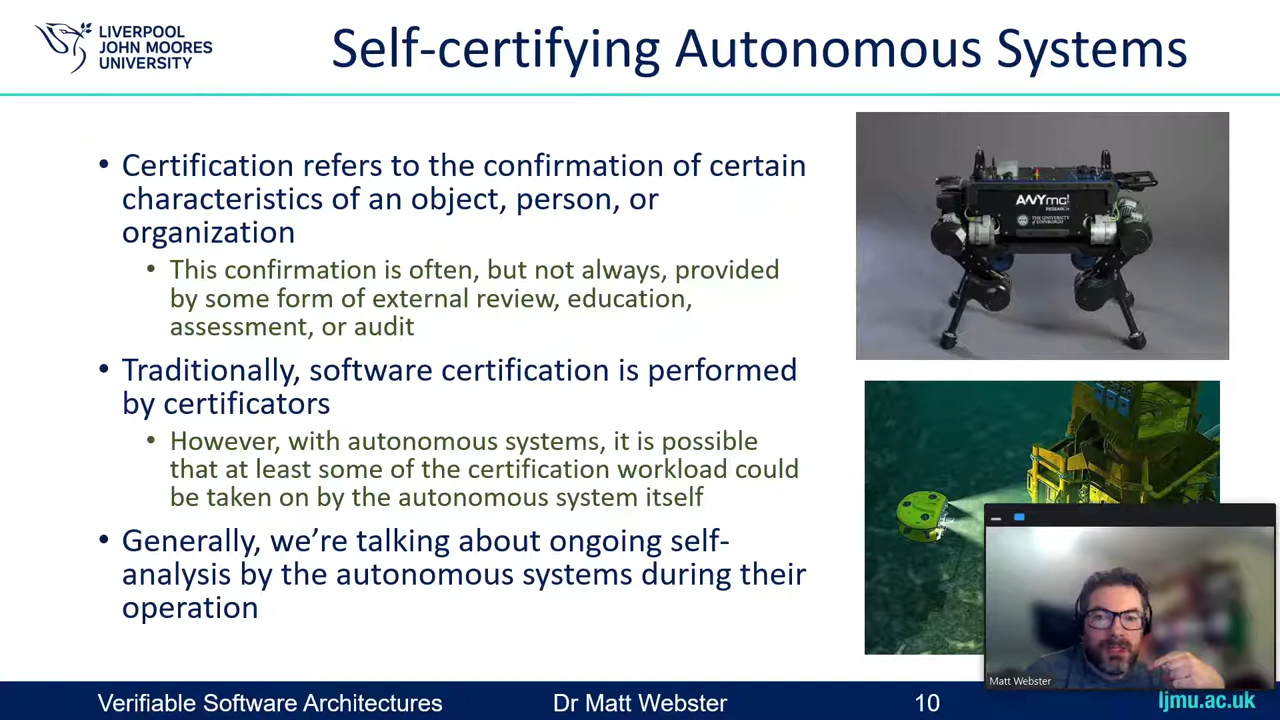 LIVERPOOL
JOHN MOORES
UNIVERSITY
Self-certifying Autonomous Systems
• Certification refers to the confirmation of certain
characteristics of an object, person, or
organization
• This confirmation is often, but not always, provided
by some form of external review, education,
assessment, or audit
• Traditionally, software certification is performed
by certificators
• However, with autonomous systems, it is possible
that at least some of the certification workload could
be taken on by the autonomous system itself
• Generally, we’re talking about ongoing self-
analysis by the autonomous systems during their
operation
ANYmal
RESEARCH
THE UNIVERSITY
of EDINBURGH
Matt Webster
Verifiable Software Architectures
Dr Matt Webster
10
ljmu.ac.uk